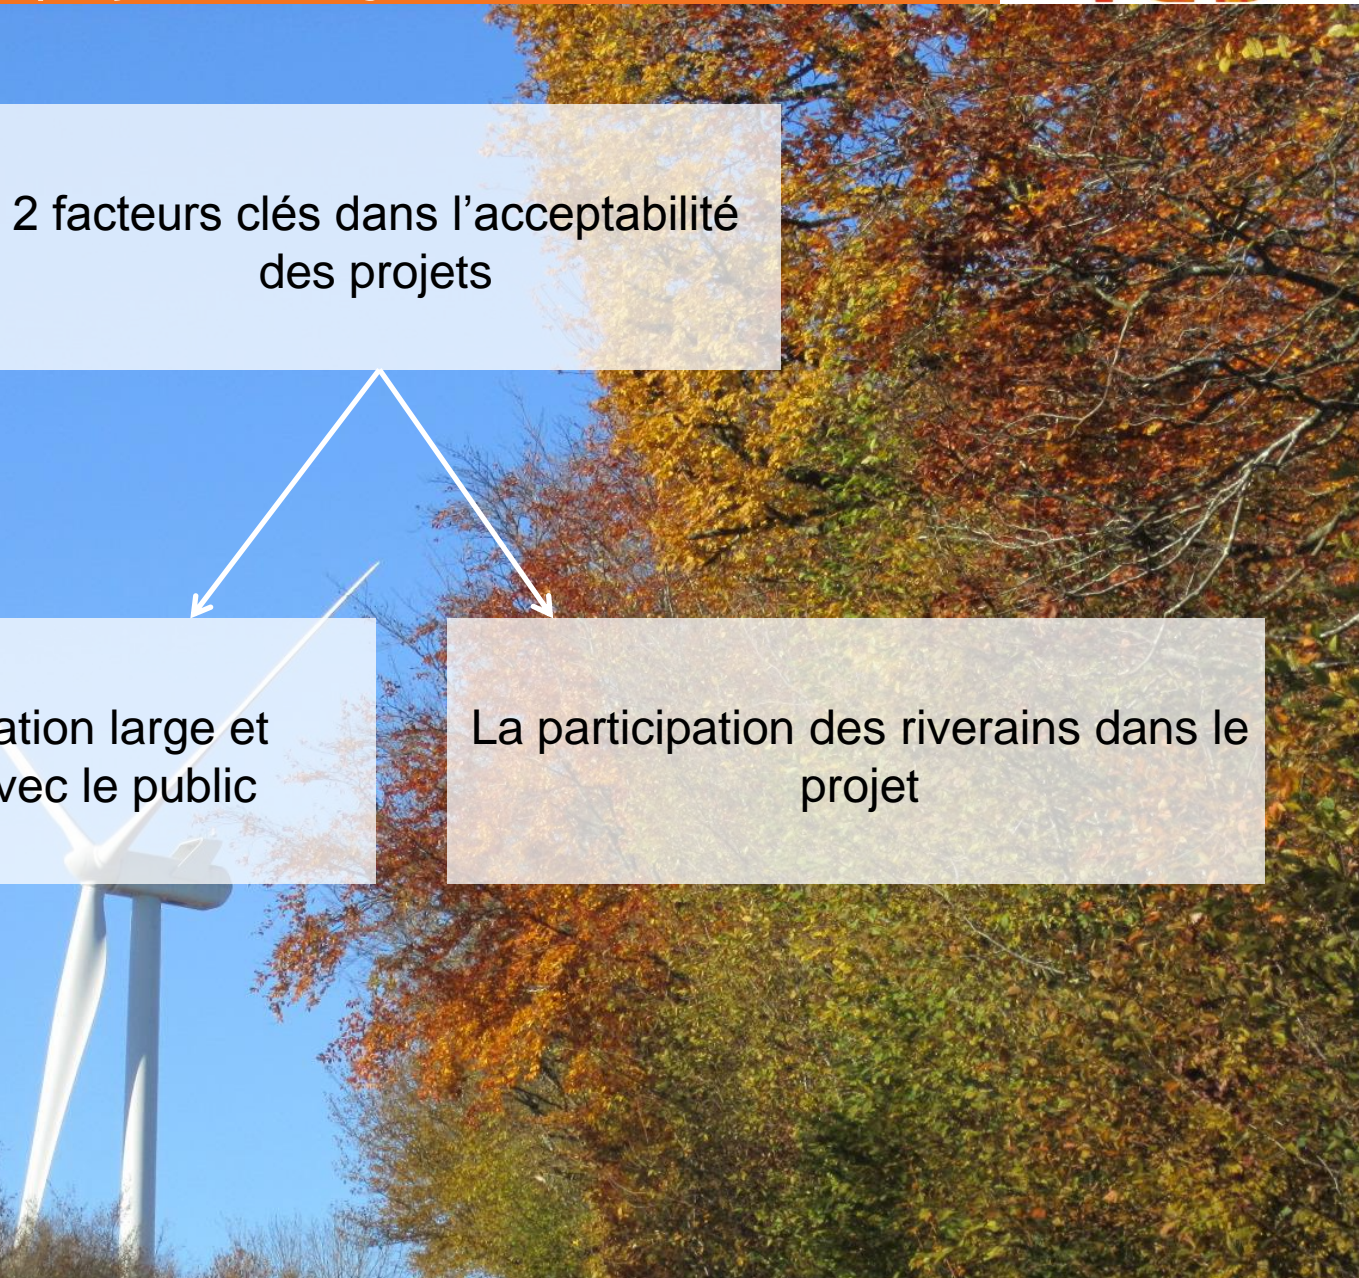 2 facteurs clés dans l’acceptabilité
des projets
ation large et
vec le public
La participation des riverains dans le
projet